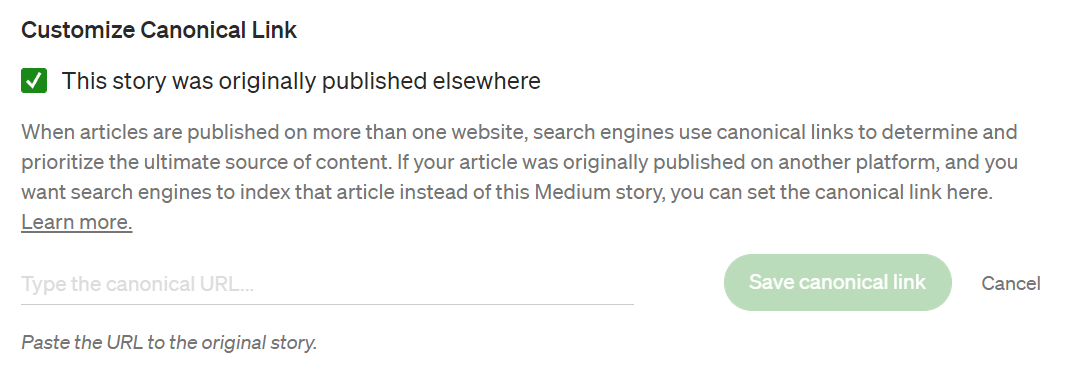 Customize Canonical Link
This story was originally published elsewhere
When articles are published on more than one website, search engines use canonical links to determine and
prioritize the ultimate source of content. If your article was originally published on another platform, and you
want search engines to index that article instead of this Medium story, you can set the canonical link here.
Learn more.
Type the canonical URL...
Save canonical link
Cancel
Paste the URL to the original story.